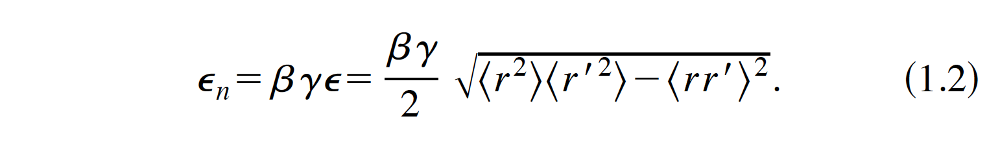 ϵₙ = βγϵ = βγ/2 √(⟨r²⟩⟨r′²⟩ − ⟨rr′⟩²). (1.2)